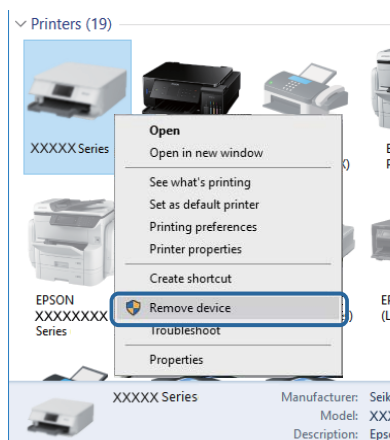 Printers (19)
XXXXX Series
Open
Open in new window
See what's printing
Set as default printer
Printing preferences
Printer properties
Create shortcut
Remove device
Troubleshoot
Properties
EPSON
XXXXXXXX
Series
XXXXX Series
Manufacturer:
Model:
Description: